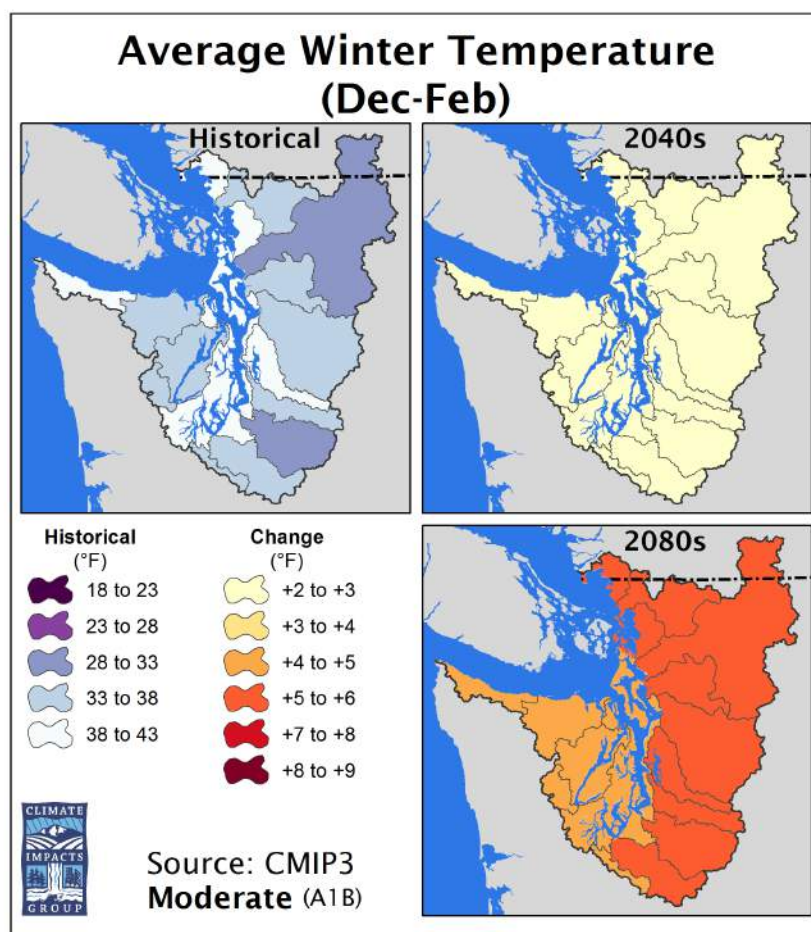 Average Winter Temperature
(Dec-Feb)
Historical
2040s
Historical
(°F)
18 to 23
23 to 28
28 to 33
33 to 38
38 to 43
Change
(°F)
+2 to +3
+3 to +4
+4 to +5
+5 to +6
+7 to +8
+8 to +9
2080s
CLIMATE
IMPACTS
GROUP
Source: CMIP3
Moderate (A1B)